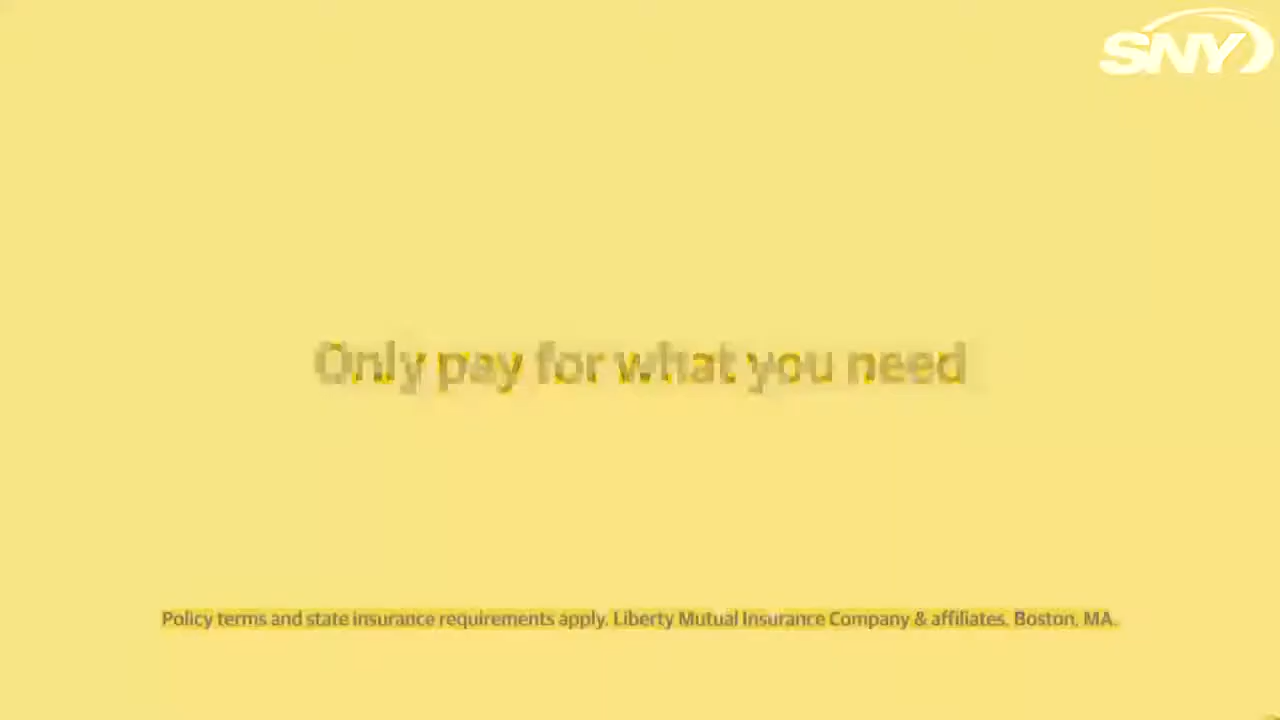 SNY
Only pay for what you need
Policy terms and state insurance requirements apply. Liberty Mutual Insurance Company & affiliates, Boston, MA.